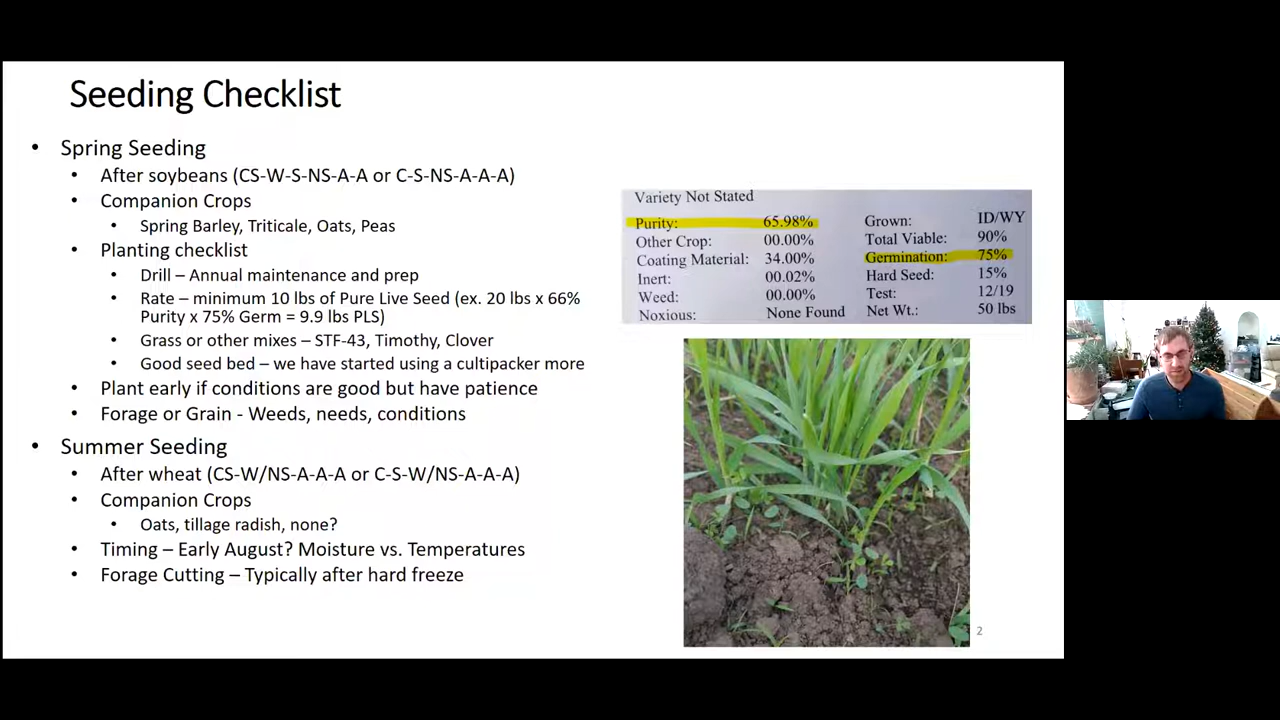 Seeding Checklist
• Spring Seeding
• After soybeans (CS-W-S-NS-A-A or C-S-NS-A-A-A)
• Companion Crops
• Spring Barley, Triticale, Oats, Peas
• Planting checklist
• Drill – Annual maintenance and prep
• Rate – minimum 10 lbs of Pure Live Seed (ex. 20 lbs x 66%
Purity x 75% Germ = 9.9 lbs PLS)
• Grass or other mixes – STF-43, Timothy, Clover
• Good seed bed – we have started using a cultipacker more
• Plant early if conditions are good but have patience
• Forage or Grain - Weeds, needs, conditions
• Summer Seeding
• After wheat (CS-W/NS-A-A-A or C-S-W/NS-A-A-A)
• Companion Crops
• Oats, tillage radish, none?
• Timing – Early August? Moisture vs. Temperatures
• Forage Cutting – Typically after hard freeze
Variety Not Stated
Purity: 65.98%
Other Crop: 00.00%
Coating Material: 34.00%
Inert: 00.02%
Weed: 00.00%
Noxious: None Found
Grown: ID/WY
Total Viable: 90%
Germination: 75%
Hard Seed: 15%
Test: 12/19
Net Wt.: 50 lbs
2